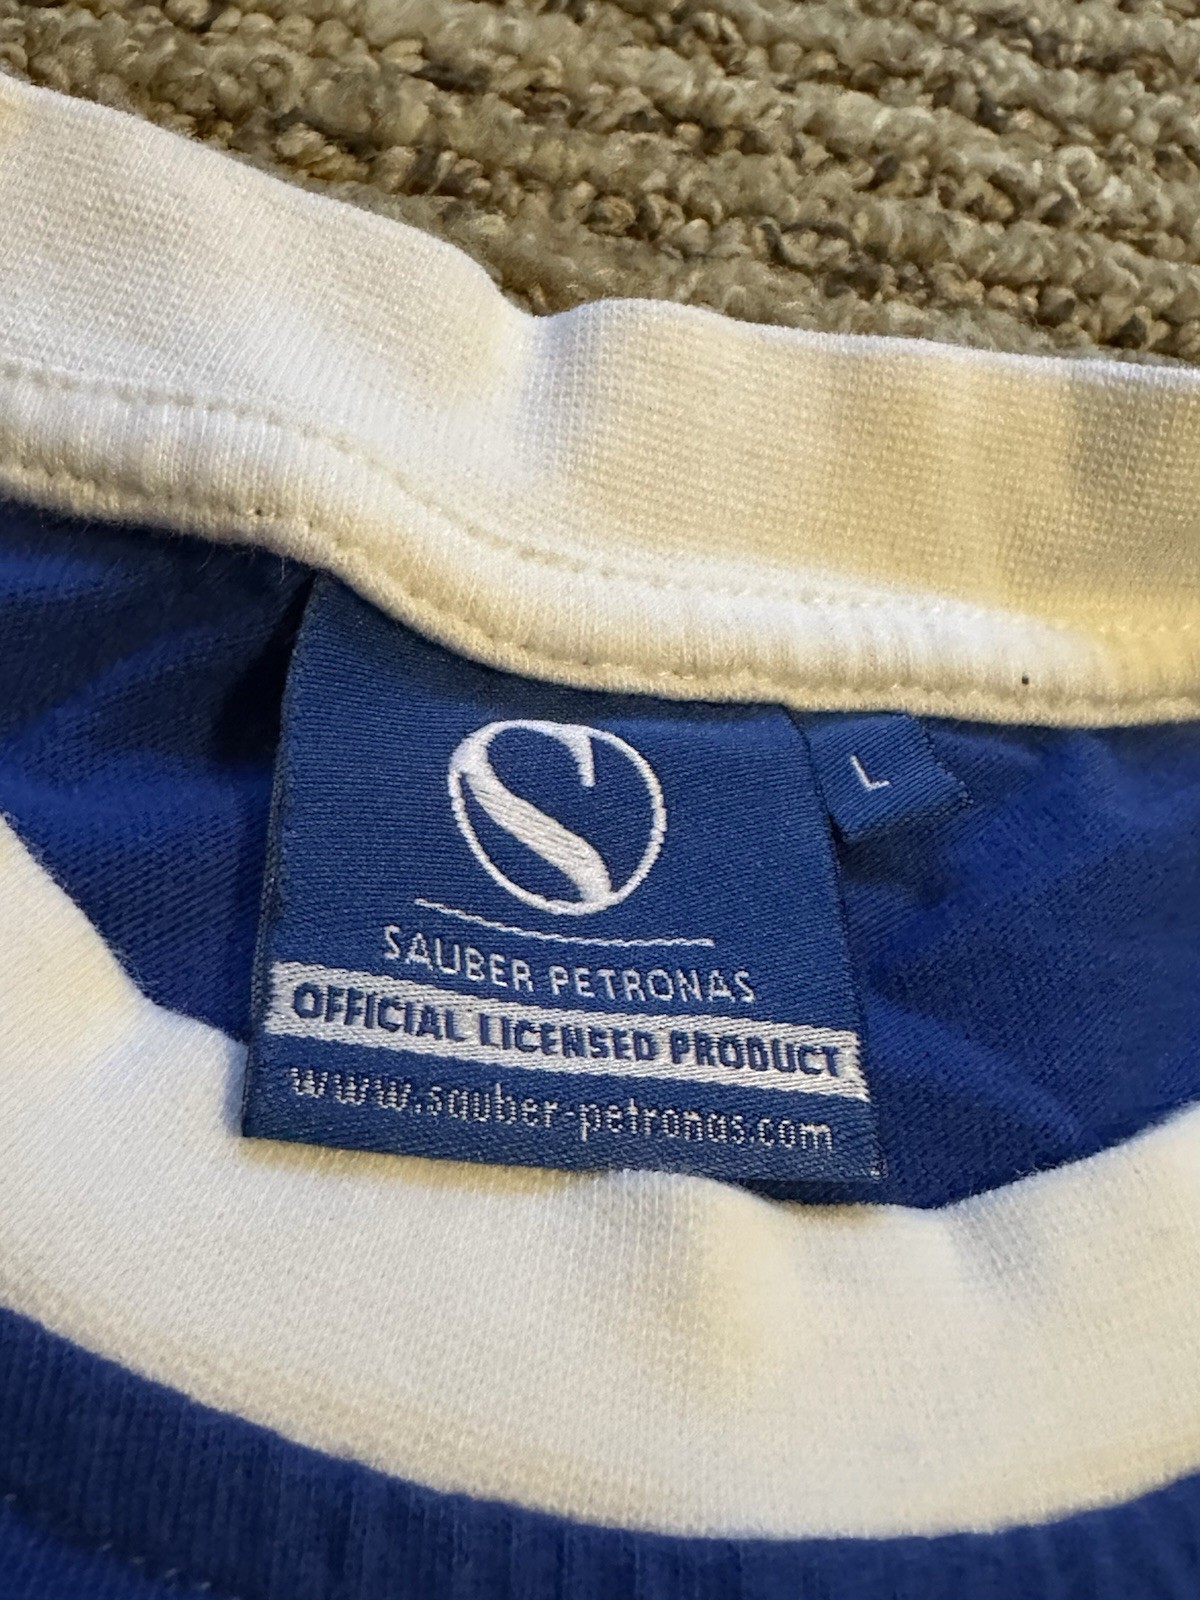 S
L
SAUBER PETRONAS
OFFICIAL LICENSED PRODUCT
www.sauber-petronas.com